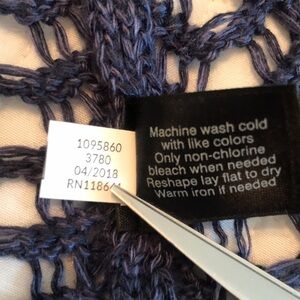 1095860
3780
04/2018
Machine wash cold
with like colors
Only non-chlorine
bleach when needed
Reshape lay flat to dry
Warm iron if needed